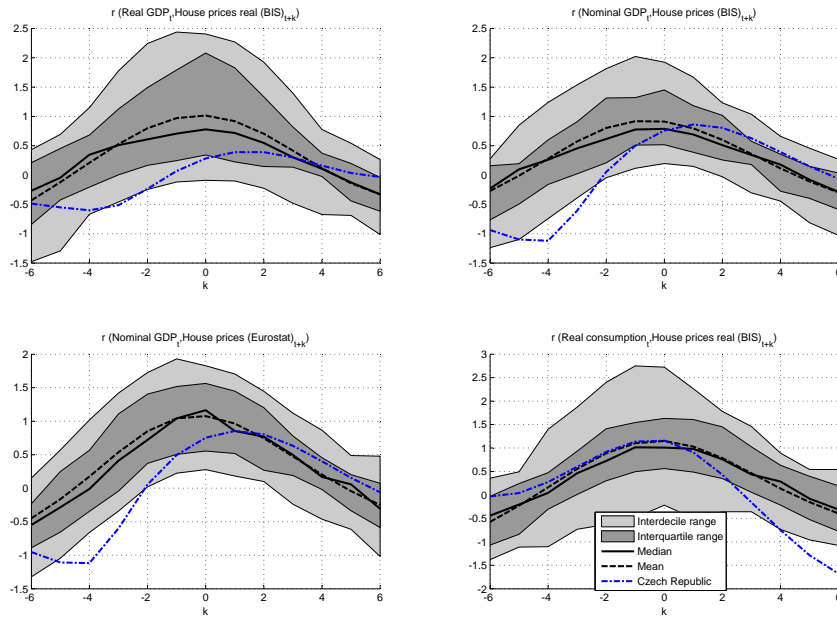 r (Real GDP_t,House prices real (BIS)_{t+k})
2.5
2
1.5
1
0.5
0
-0.5
-1
-1.5
-6 -4 -2 0 2 4 6
k
r (Nominal GDP_t,House prices (BIS)_{t+k})
2.5
2
1.5
1
0.5
0
-0.5
-1
-1.5
-6 -4 -2 0 2 4 6
k
r (Nominal GDP_t,House prices (Eurostat)_{t+k})
2
1.5
1
0.5
0
-0.5
-1
-1.5
-6 -4 -2 0 2 4 6
k
r (Real consumption_t,House prices real (BIS)_{t+k})
3
2.5
2
1.5
1
0.5
0
-0.5
-1
-1.5
-2
-6 -4 -2 0 2 4 6
k
Interdecile range
Interquartile range
Median
Mean
Czech Republic